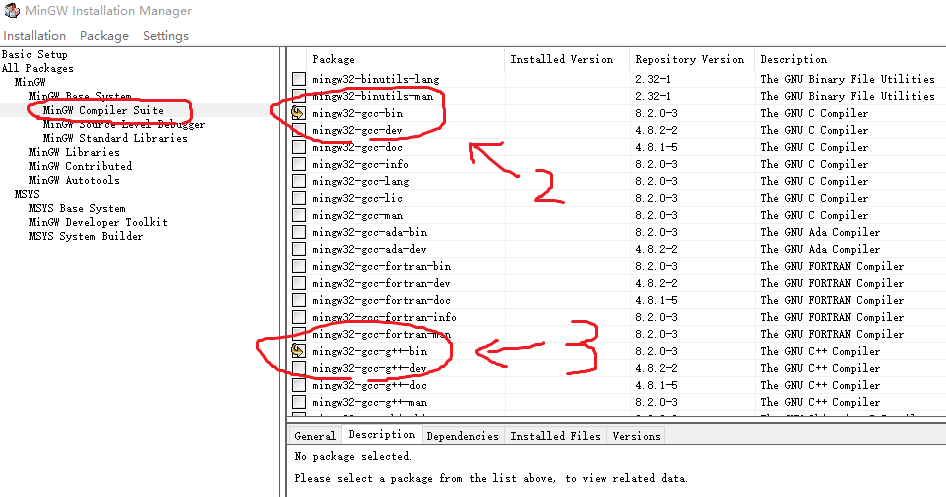 MinGW Installation Manager
Installation Package Settings
Basic Setup
All Packages
MinGW
MinGW Base System
MinGW Compiler Suite
MinGW Source Level Debugger
MinGW Standard Libraries
MinGW Libraries
MinGW Contributed
MinGW Autotools
MSYS
MSYS Base System
MinGW Developer Toolkit
MSYS System Builder
Package Installed Version Repository Version Description
mingw32-binutils-lang 2.32-1 The GNU Binary File Utilities
mingw32-binutils-man 2.32-1 The GNU Binary File Utilities
mingw32-gcc-bin 8.2.0-3 The GNU C Compiler
mingw32-gcc-dev 4.8.2-2 The GNU C Compiler
mingw32-gcc-doc 4.8.1-5 The GNU C Compiler
mingw32-gcc-info 8.2.0-3 The GNU C Compiler
mingw32-gcc-lang 8.2.0-3 The GNU C Compiler
mingw32-gcc-lic 8.2.0-3 The GNU C Compiler
mingw32-gcc-man 8.2.0-3 The GNU C Compiler
mingw32-gcc-ada-bin 8.2.0-3 The GNU Ada Compiler
mingw32-gcc-ada-dev 4.8.2-2 The GNU Ada Compiler
mingw32-gcc-fortran-bin 8.2.0-3 The GNU FORTRAN Compiler
mingw32-gcc-fortran-dev 4.8.2-2 The GNU FORTRAN Compiler
mingw32-gcc-fortran-doc 4.8.1-5 The GNU FORTRAN Compiler
mingw32-gcc-fortran-info 8.2.0-3 The GNU FORTRAN Compiler
mingw32-gcc-fortran-man 8.2.0-3 The GNU FORTRAN Compiler
mingw32-gcc-g++-bin 8.2.0-3 The GNU C++ Compiler
mingw32-gcc-g++-dev 4.8.2-2 The GNU C++ Compiler
mingw32-gcc-g++-doc 4.8.1-5 The GNU C++ Compiler
mingw32-gcc-g++-man 8.2.0-3 The GNU C++ Compiler
2
3
General Description Dependencies Installed Files Versions
No package selected.
Please select a package from the list above, to view related data.